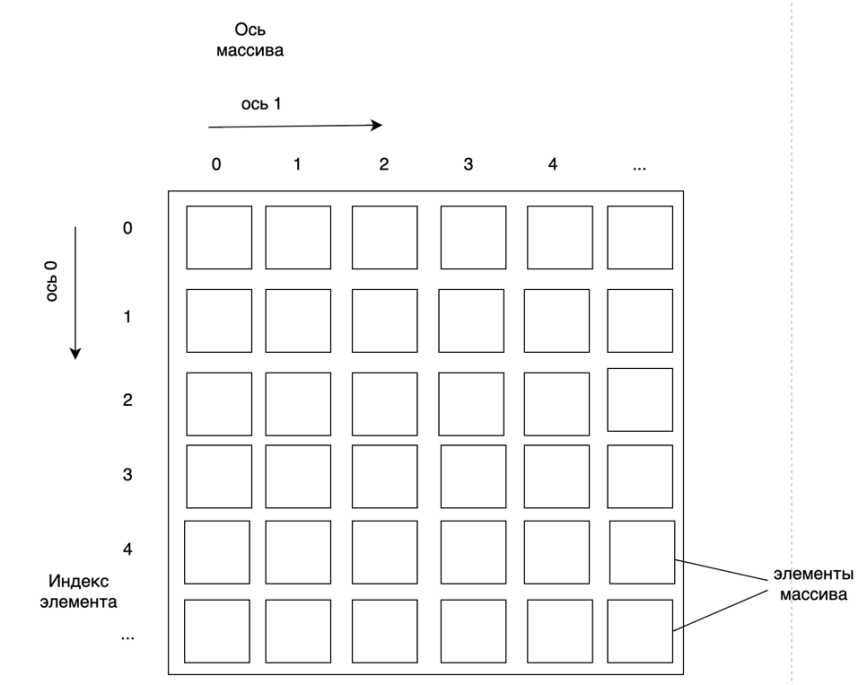 Ось
массива
ось 1
0 1 2 3 4 ...
0
ось 0
1
2
3
4
Индекс
элемента
элементы
массива
...